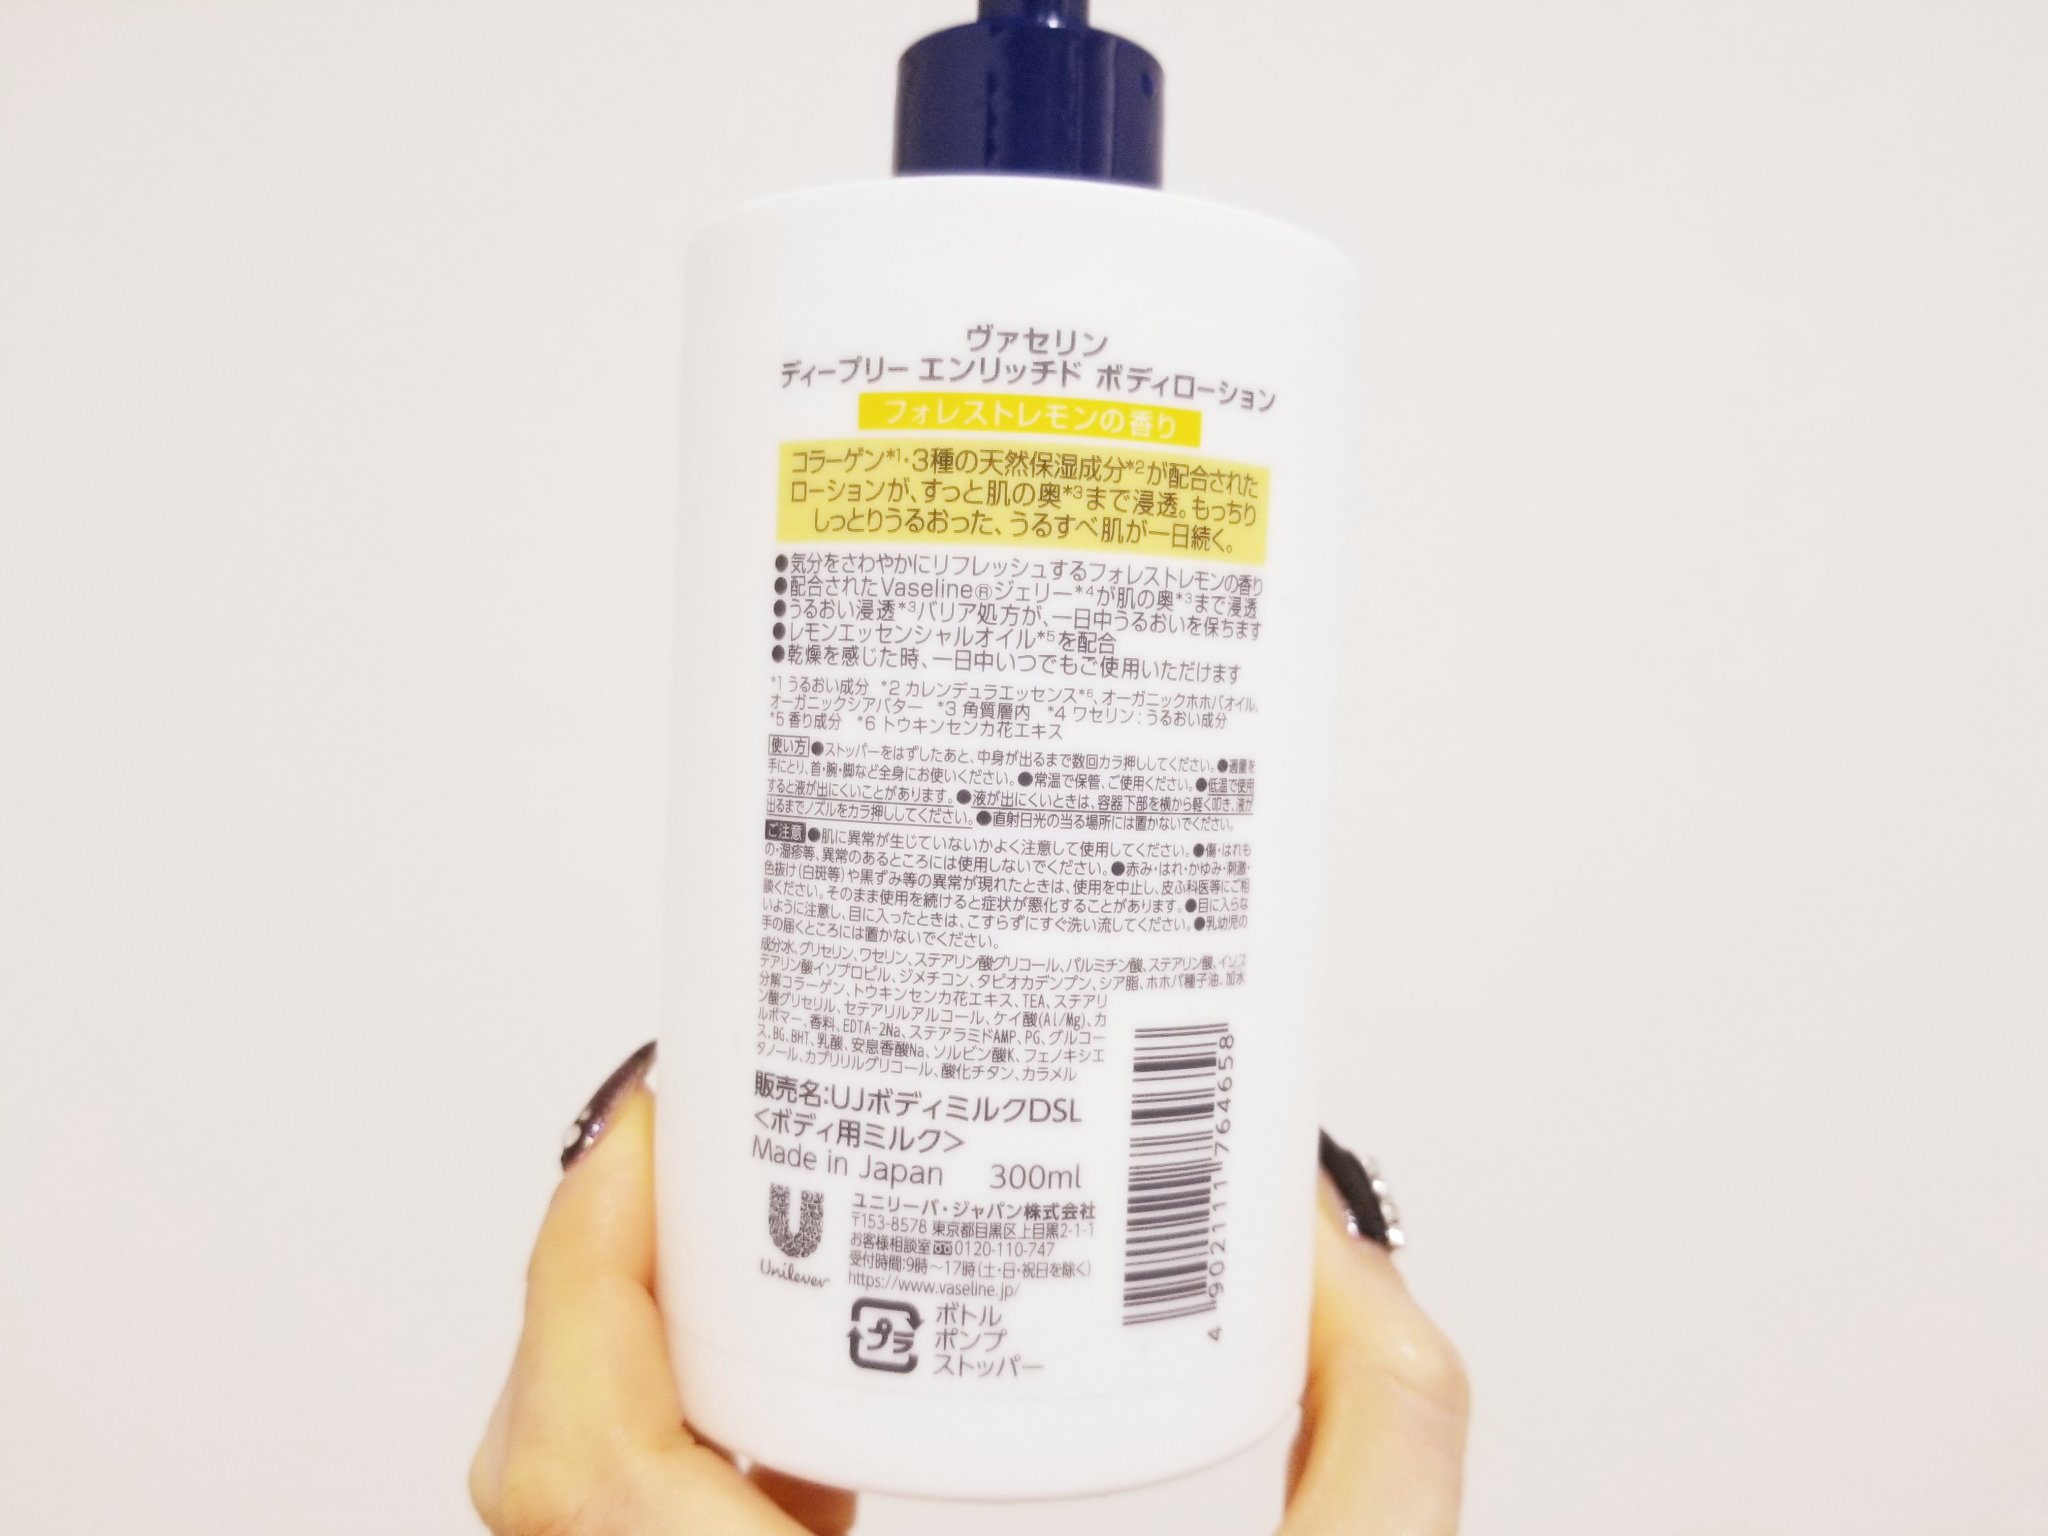 ヴァセリン
ディープリー エンリッチド ボディローション
フォレストレモンの香り
コラーゲン*1・3種の天然保湿成分*2が配合された
ローションが、すっと肌の奥*3まで浸透。もっちり
しっとりうるおった、うるすべ肌が一日続く。
●気分をさわやかにリフレッシュするフォレストレモンの香り
●配合されたVaseline®ジェリー*4が肌の奥*3まで浸透
●うるおい浸透*3バリア処方が、一日中うるおいを保ちます
●レモンエッセンシャルオイル*5を配合
●乾燥を感じた時、一日中いつでもご使用いただけます
*1 うるおい成分 *2 カレンデュラエッセンス*6、オーガニックホホバオイル、
オーガニックシアバター *3 角質層内 *4 ワセリン：うるおい成分
*5 香り成分 *6 トウキンセンカ花エキス
使い方 ●ストッパーをはずしたあと、中身が出るまで数回カラ押ししてください。●適量を
手にとり、首・腕・脚など全身にお使いください。●常温で保管、ご使用ください。●低温で使用
すると液が出にくいことがあります。●液が出にくいときは、容器下部を横から軽く叩き、液が
出るまでノズルをカラ押ししてください。●直射日光の当る場所には置かないでください。
ご注意 ●肌に異常が生じていないかよく注意して使用してください。●傷・はれも
の・湿疹等、異常のあるところには使用しないでください。●赤み・はれ・かゆみ・刺激・
色抜け(白斑等)や黒ずみ等の異常が現れたときは、使用を中止し、皮ふ科医等にご相
談ください。そのまま使用を続けると症状が悪化することがあります。●目に入らな
いように注意し、目に入ったときは、こすらずにすぐ洗い流してください。●乳幼児の
手の届くところには置かないでください。
成分水、グリセリン、ワセリン、ステアリン酸グリコール、パルミチン酸、ステアリン酸、イソス
テアリン酸イソプロピル、ジメチコン、タピオカデンプン、シア脂、ホホバ種子油、加水
分解コラーゲン、トウキンセンカ花エキス、TEA、ステアリ
ン酸グリセリル、セテアリルアルコール、ケイ酸(Al/Mg)、カ
ルボマー、香料、EDTA-2Na、ステアラミドAMP、PG、グルコー
ス、BG、BHT、乳酸、安息香酸Na、ソルビン酸K、フェノキシエ
タノール、カプリリルグリコール、酸化チタン、カラメル
販売名：UJボディミルクDSL
<ボディ用ミルク>
Made in Japan 300ml
Unilever
ユニリーバ・ジャパン株式会社
〒153-8578 東京都目黒区上目黒2-1-1
お客様相談室 0120-110-747
受付時間：9時～17時(土・日・祝日を除く)
https://www.vaseline.jp/
プラ
ボトル
ポンプ
ストッパー
4902111764658